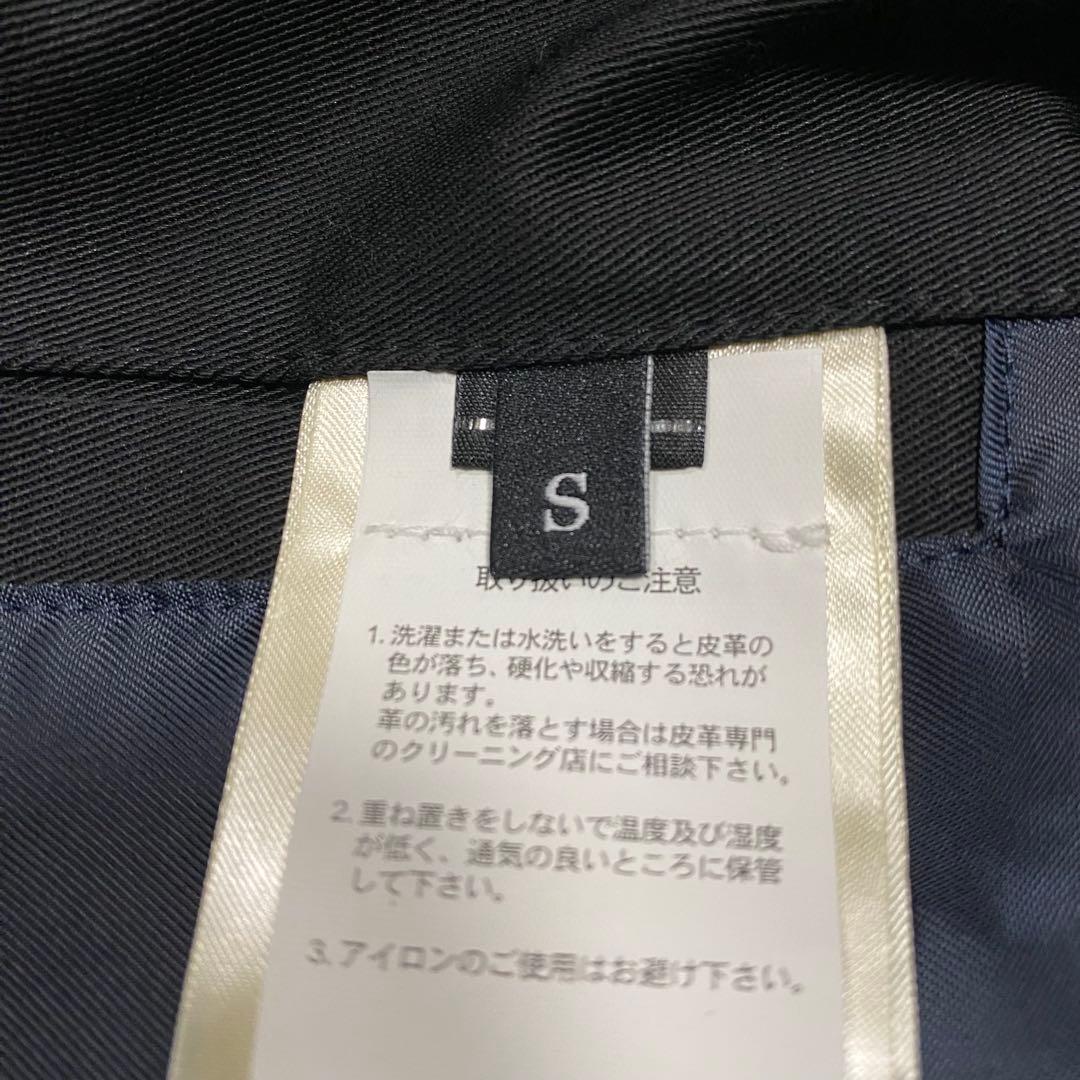 S
取り扱いのご注意
1. 洗濯または水洗いをすると皮革の
色が落ち、硬化や収縮する恐れが
あります。
革の汚れを落とす場合は皮革専門
のクリーニング店にご相談下さい。
2. 重ね置きをしないで温度及び湿度
が低く、通気の良いところに保管
して下さい。
3. アイロンのご使用はお避け下さい。